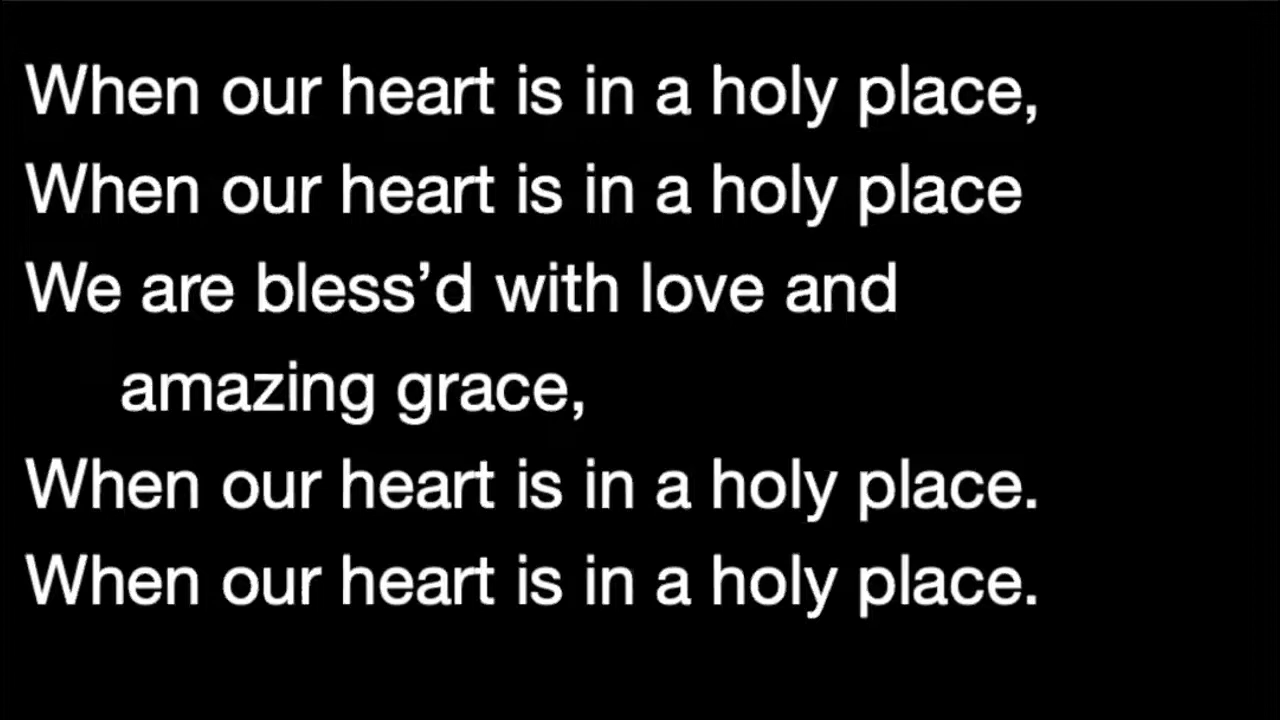 When our heart is in a holy place,
When our heart is in a holy place
We are bless’d with love and
amazing grace,
When our heart is in a holy place.
When our heart is in a holy place.